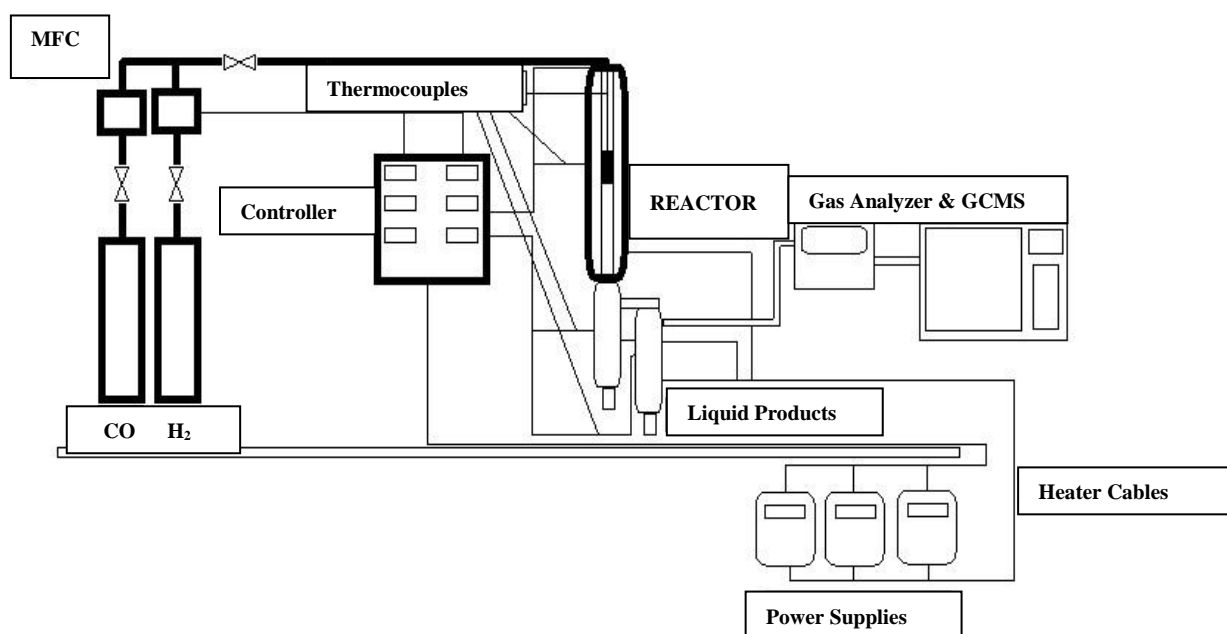 MFC
Thermocouples
Controller
REACTOR
Gas Analyzer & GCMS
CO H₂
Liquid Products
Heater Cables
Power Supplies